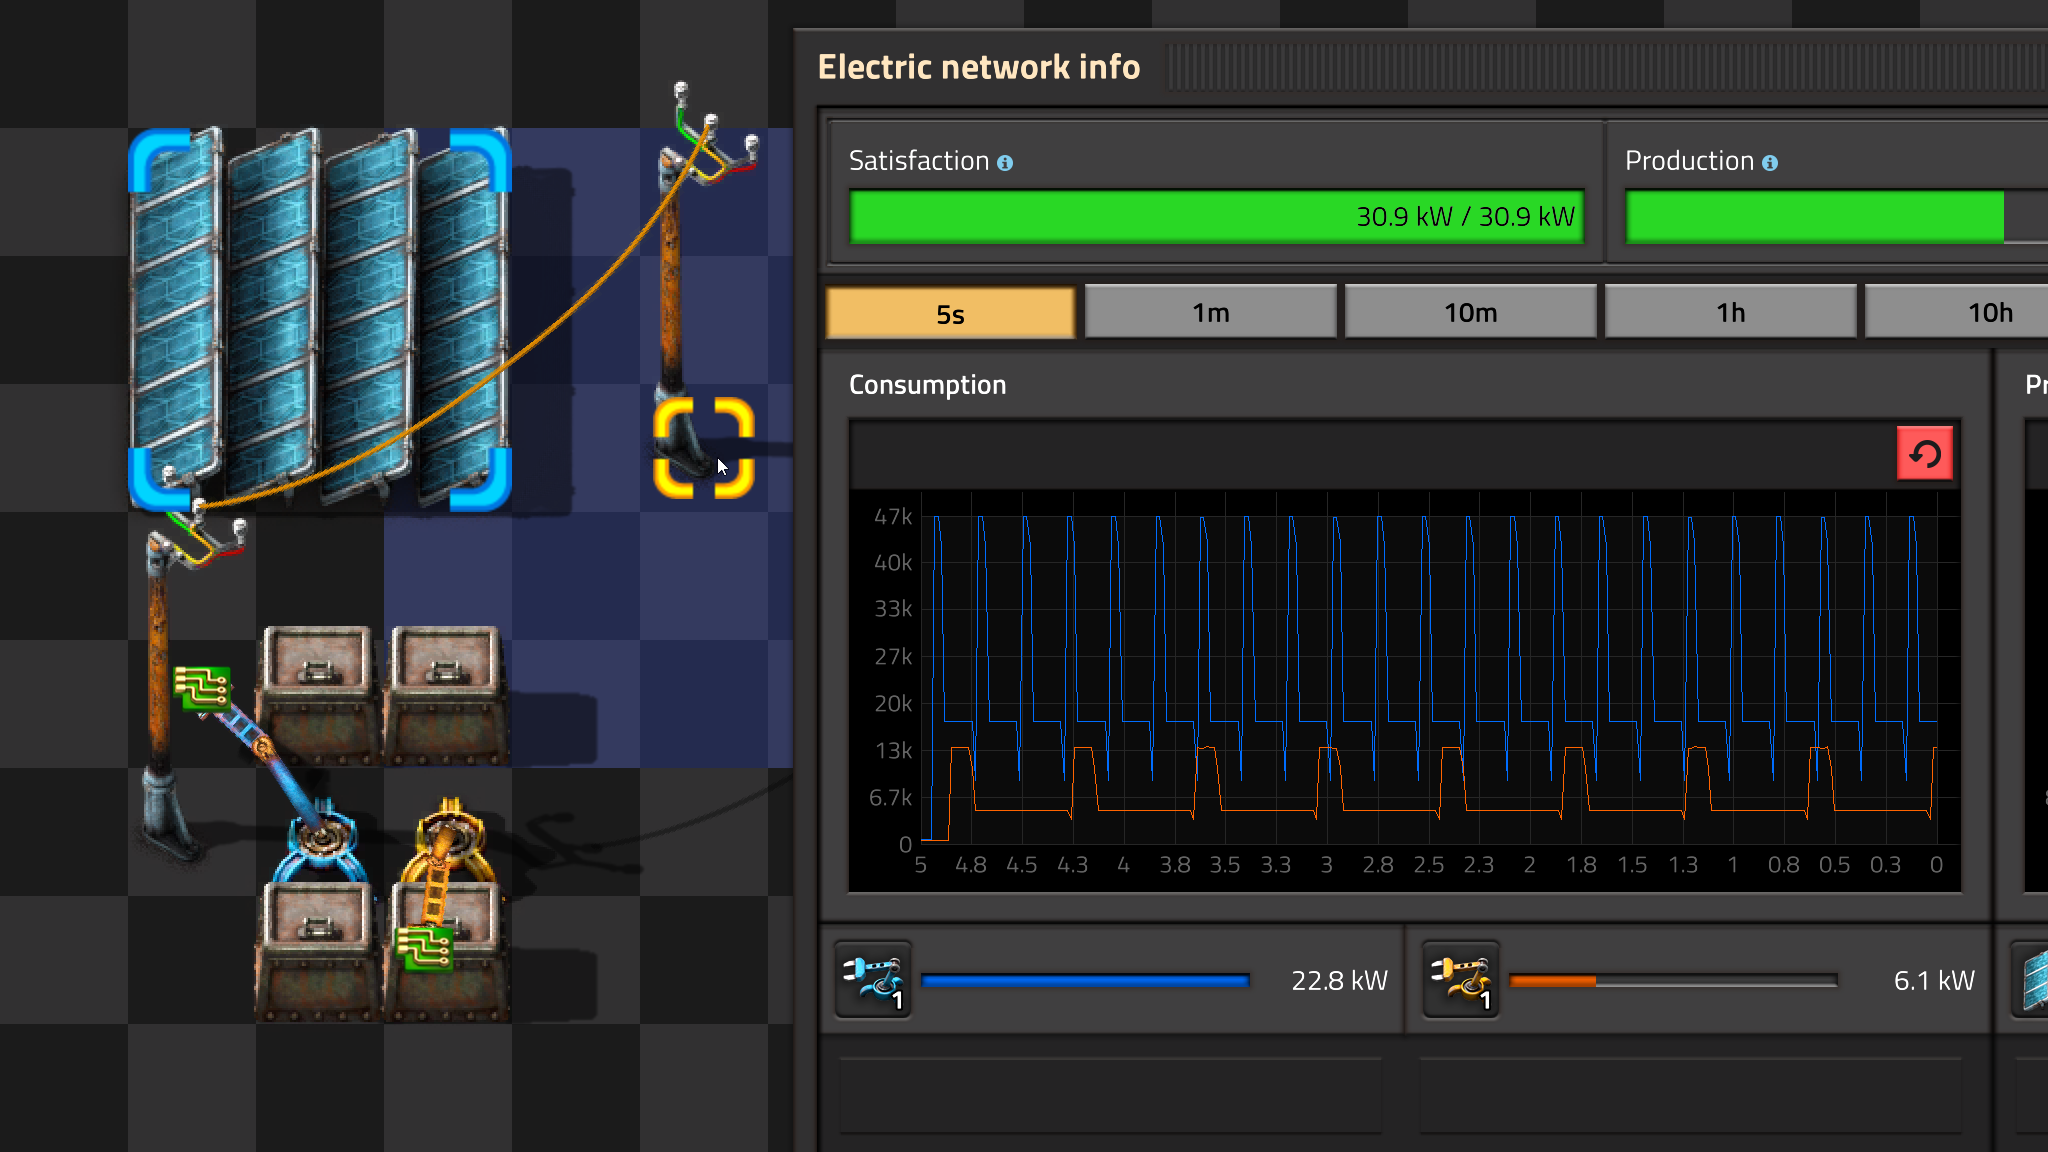 Electric network info
Satisfaction
Production
30.9 kW / 30.9 kW
5s 1m 10m 1h 10h
Consumption
47k
40k
33k
27k
20k
13k
6.7k
0
5 4.8 4.5 4.3 4 3.8 3.5 3.3 3 2.8 2.5 2.3 2 1.8 1.5 1.3 1 0.8 0.5 0.3 0
1 22.8 kW
1 6.1 kW